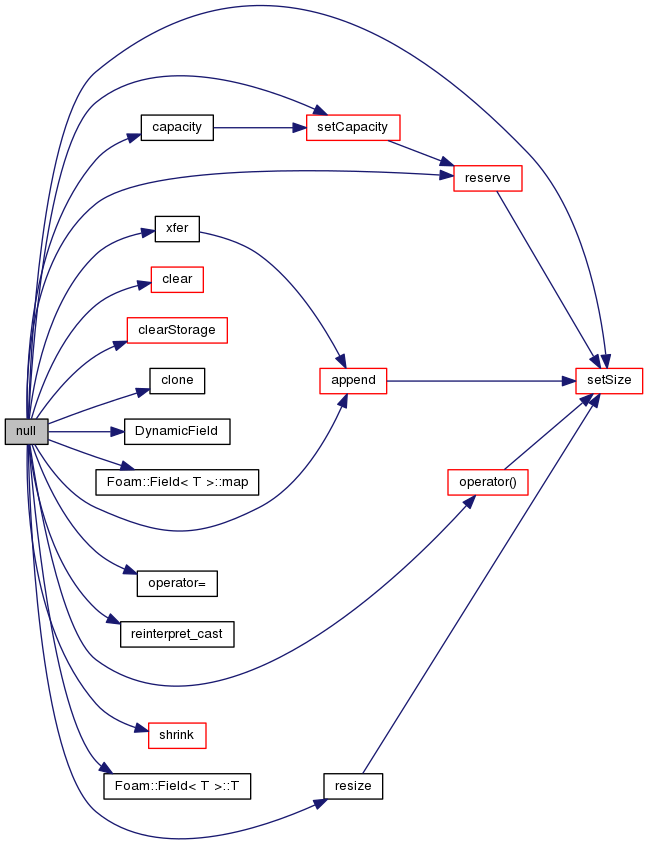 capacity
setCapacity
reserve
xfer
clear
clearStorage
clone
append
setSize
null
DynamicField
Foam::Field< T >::map
operator()
operator=
reinterpret_cast
shrink
Foam::Field< T >::T
resize